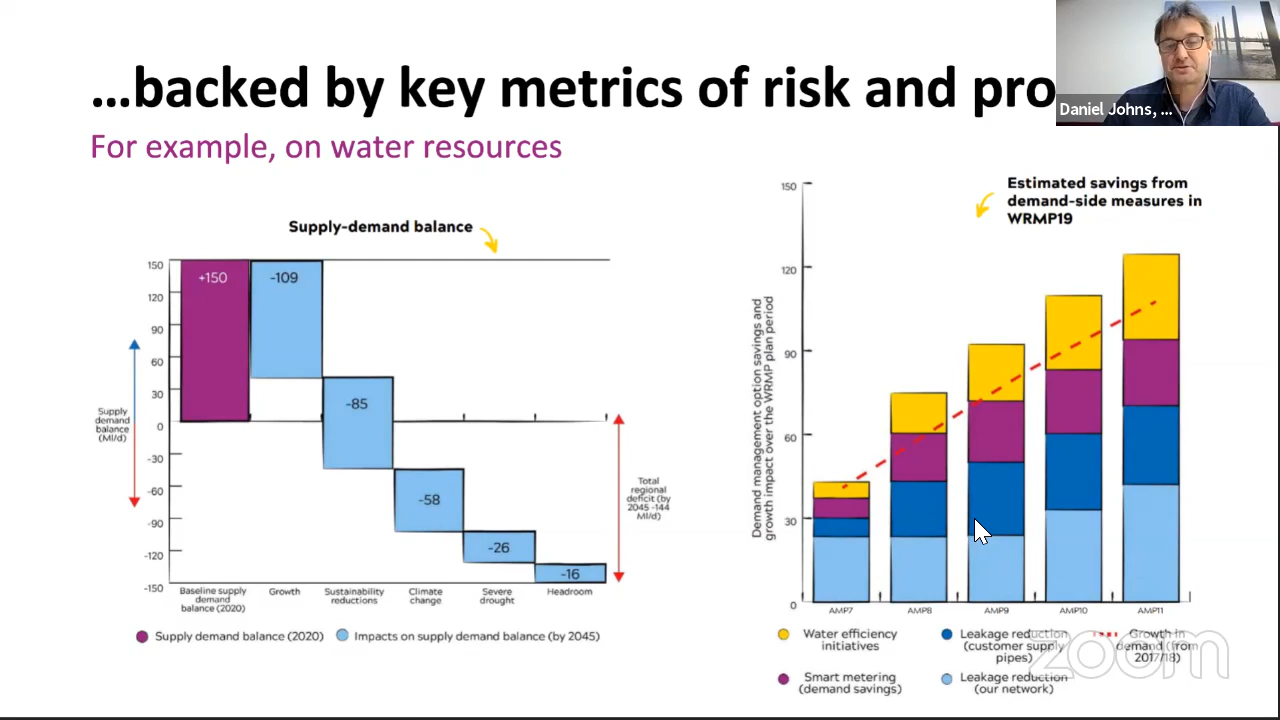 ...backed by key metrics of risk and pro
Daniel Johns, ...
For example, on water resources
Supply-demand balance
150
120
90
60
30
0
-30
-60
-90
-120
-150
Supply
demand
balance
(Ml/d)
+150
-109
-85
-58
-26
-16
Total
regional
deficit (by
2045 -144
Ml/d)
Baseline supply
demand
balance (2020)
Growth
Sustainability
reductions
Climate
change
Severe
drought
Headroom
Supply demand balance (2020)
Impacts on supply demand balance (by 2045)
Estimated savings from
demand-side measures in
WRMP19
Demand management option savings and
growth impact over the WRMP plan period
150
120
90
60
30
0
AMP7
AMP8
AMP9
AMP10
AMP11
Water efficiency
initiatives
Leakage reduction
(customer supply
pipes)
Growth in
demand (from
2017/18)
Smart metering
(demand savings)
Leakage reduction
(our network)
zoom